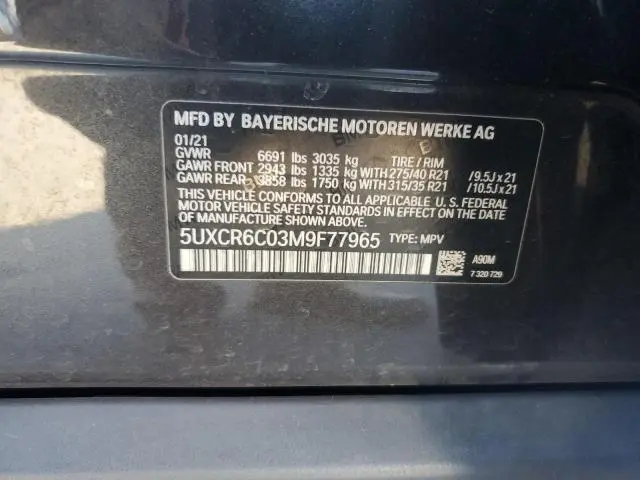 MFD BY BAYERISCHE MOTOREN WERKE AG
01/21
GVWR 6691 lbs 3035 kg TIRE / RIM
GAWR FRONT 2943 lbs 1335 kg WITH 275/40 R21 /9.5J x 21
GAWR REAR 3858 lbs 1750 kg WITH 315/35 R21 /10.5J x 21
THIS VEHICLE CONFORMS TO ALL APPLICABLE U. S. FEDERAL
MOTOR VEHICLE SAFETY STANDARDS IN EFFECT ON THE DATE OF
MANUFACTURE SHOWN ABOVE.
5UXCR6C03M9F77965 TYPE: MPV
A90M
7 320 729